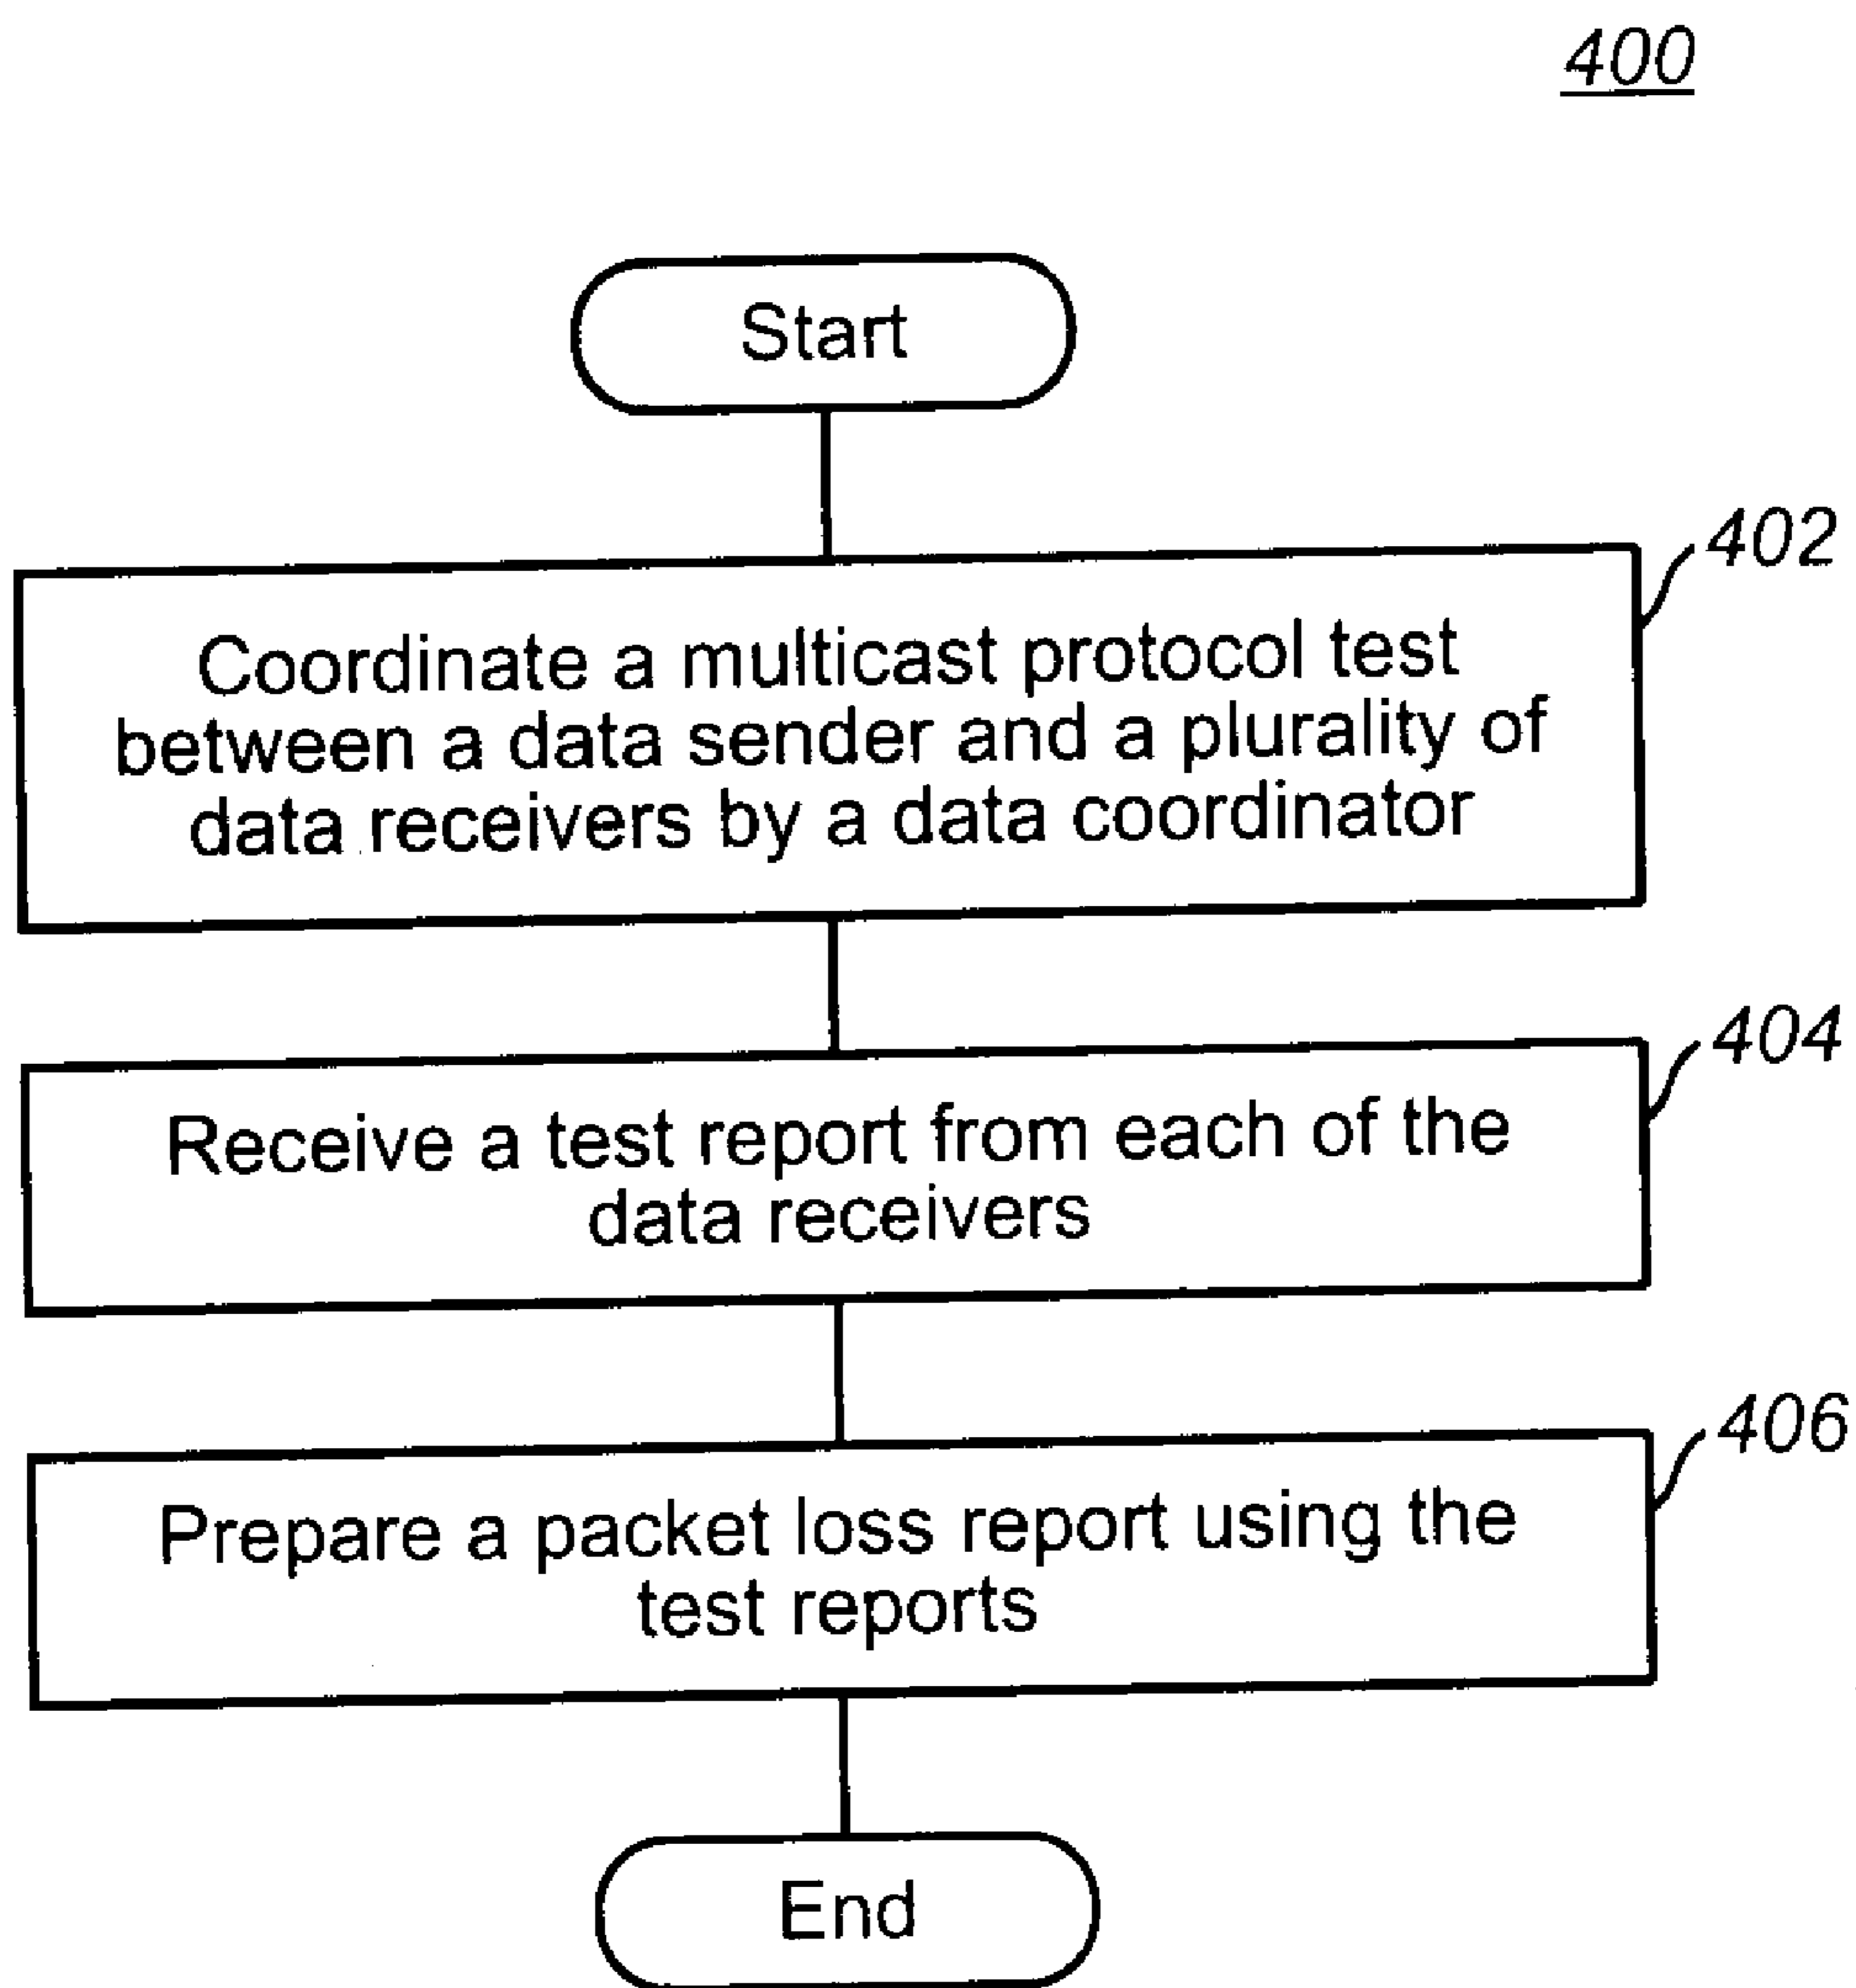 400
Start
402
Coordinate a multicast protocol test
between a data sender and a plurality of
data receivers by a data coordinator
404
Receive a test report from each of the
data receivers
406
Prepare a packet loss report using the
test reports
End